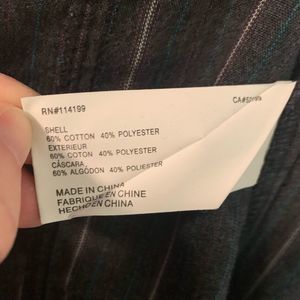 RN#114199
SHELL
60% COTTON 40% POLYESTER
EXTERIEUR
60% COTON 40% POLYESTER
CÁSCARA
60% ALGODÓN 40% POLIESTER
MADE IN CHINA
FABRIQUE EN CHINE
HECHO EN CHINA